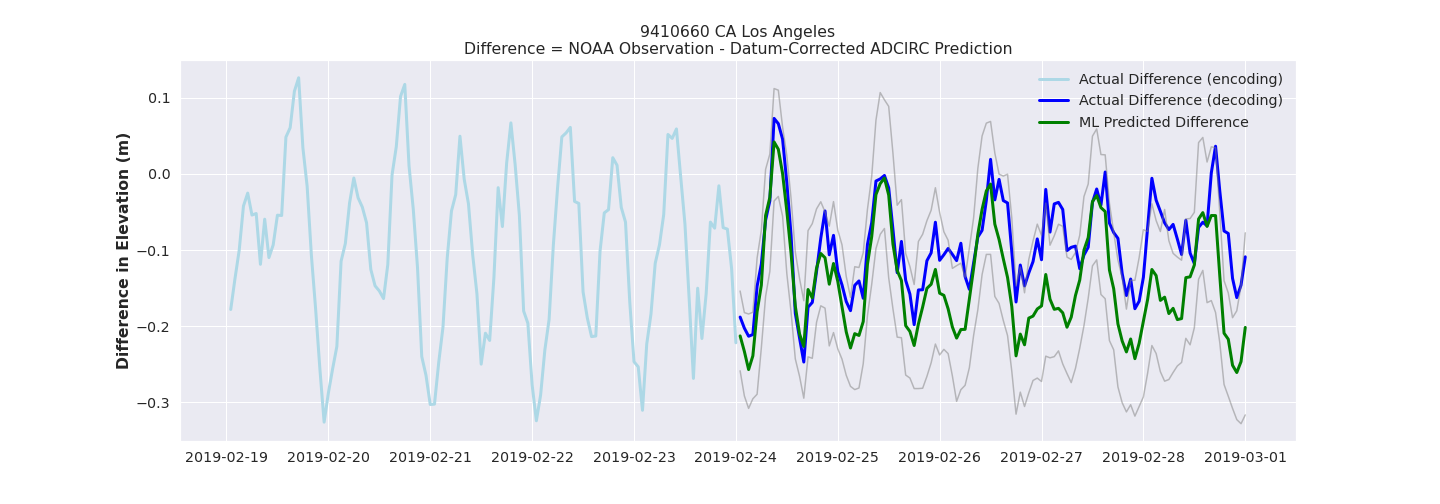 9410660 CA Los Angeles
Difference = NOAA Observation - Datum-Corrected ADCIRC Prediction
Difference in Elevation (m)
0.1
0.0
−0.1
−0.2
−0.3
Actual Difference (encoding)
Actual Difference (decoding)
ML Predicted Difference
2019-02-19 2019-02-20 2019-02-21 2019-02-22 2019-02-23 2019-02-24 2019-02-25 2019-02-26 2019-02-27 2019-02-28 2019-03-01